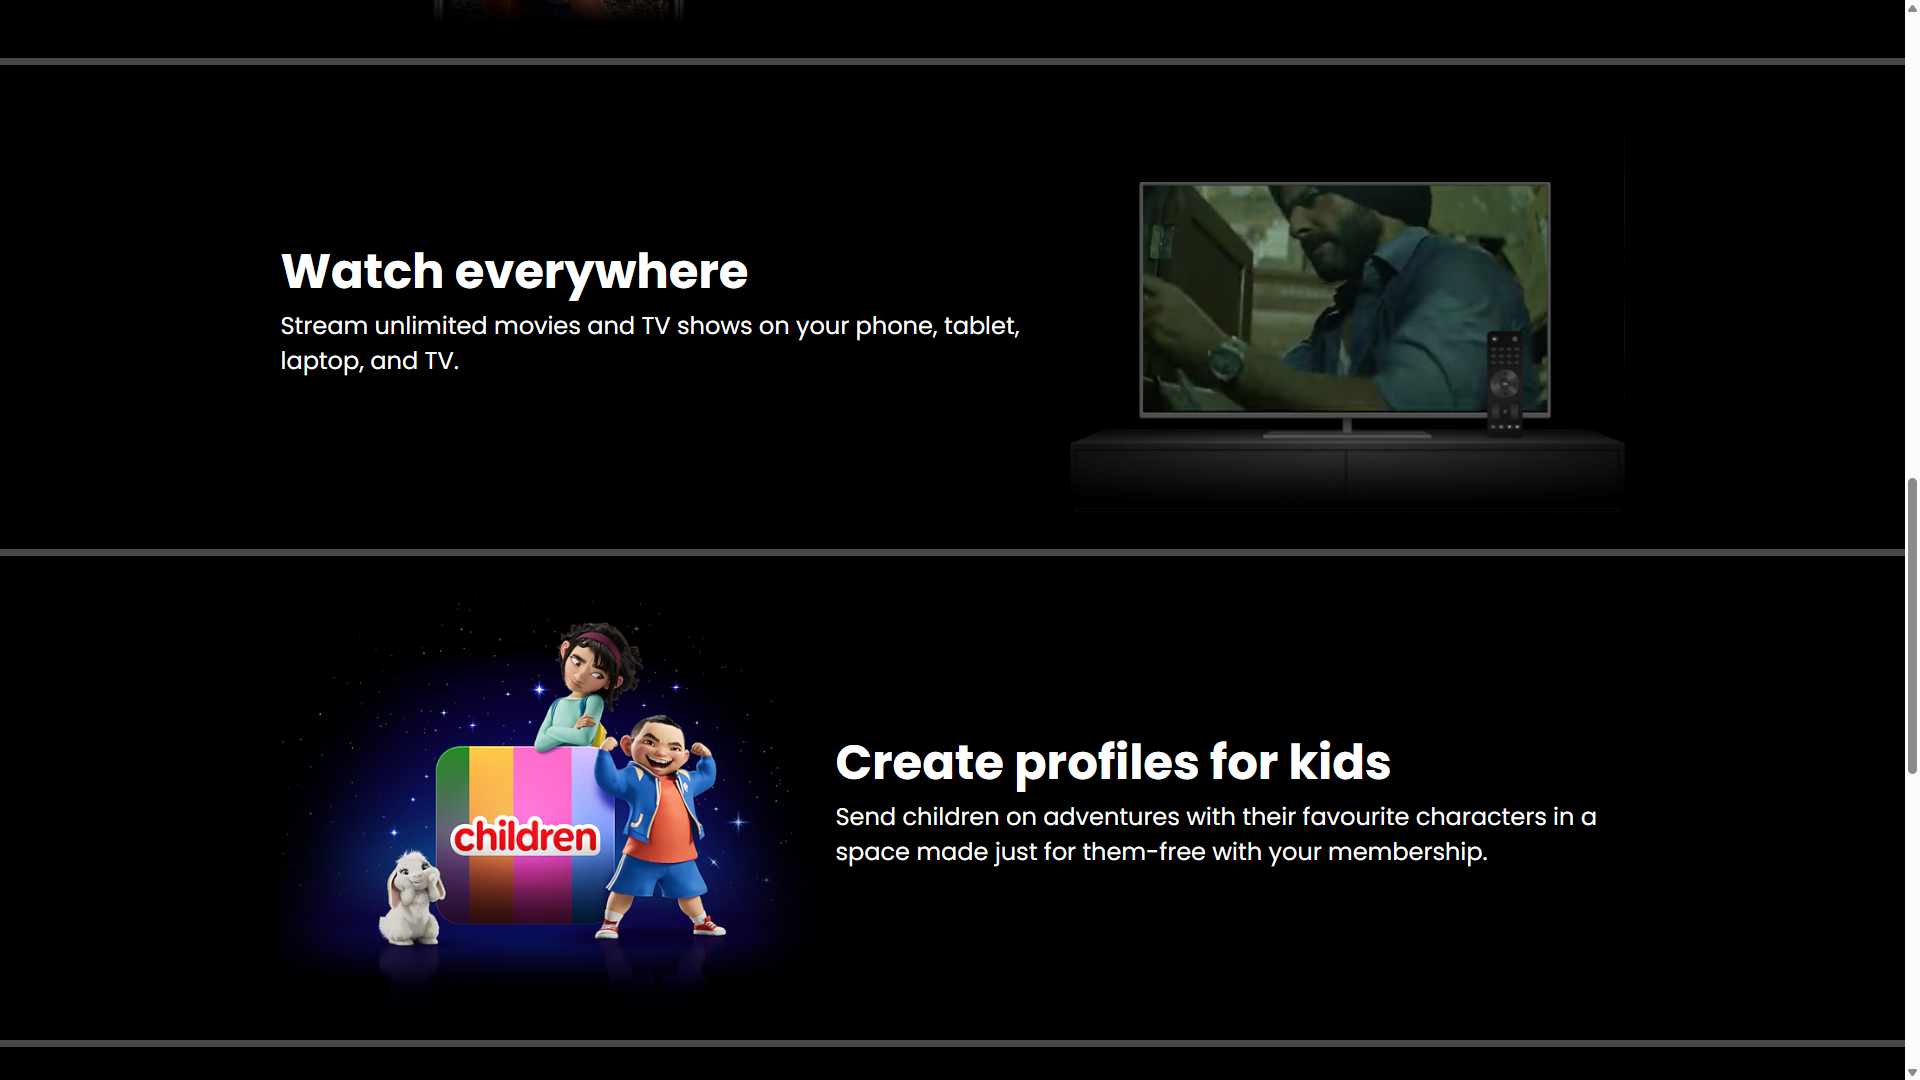 Watch everywhere
Stream unlimited movies and TV shows on your phone, tablet,
laptop, and TV.
children
Create profiles for kids
Send children on adventures with their favourite characters in a
space made just for them-free with your membership.